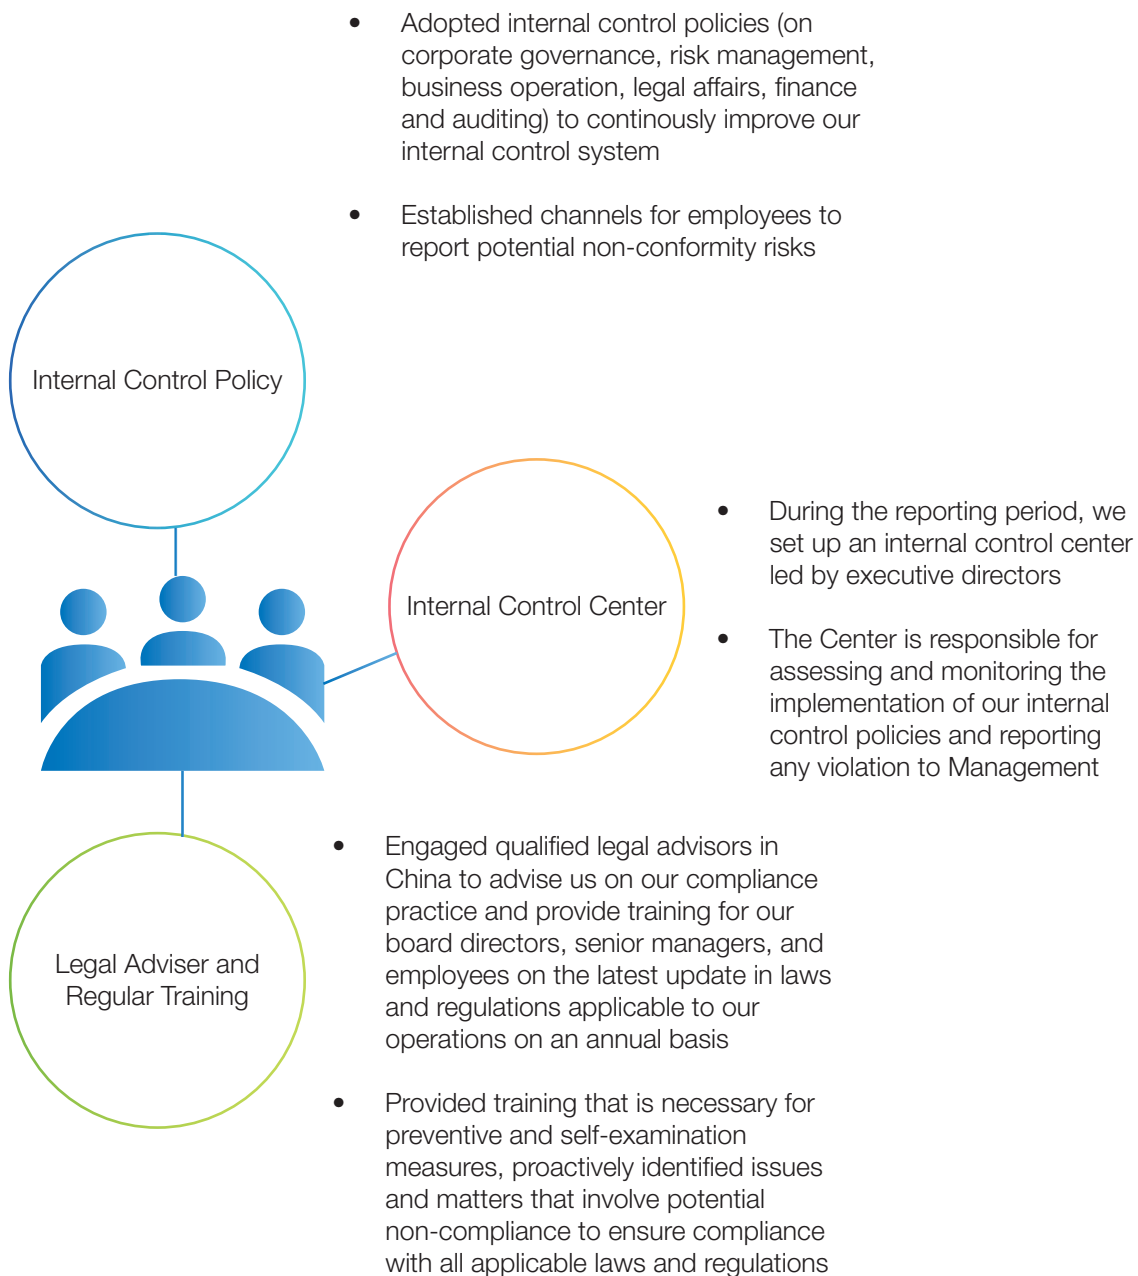 • Adopted internal control policies (on
corporate governance, risk management,
business operation, legal affairs, finance
and auditing) to continously improve our
internal control system
• Established channels for employees to
report potential non-conformity risks
Internal Control Policy
Internal Control Center
• During the reporting period, we
set up an internal control center
led by executive directors
• The Center is responsible for
assessing and monitoring the
implementation of our internal
control policies and reporting
any violation to Management
Legal Adviser and
Regular Training
• Engaged qualified legal advisors in
China to advise us on our compliance
practice and provide training for our
board directors, senior managers, and
employees on the latest update in laws
and regulations applicable to our
operations on an annual basis
• Provided training that is necessary for
preventive and self-examination
measures, proactively identified issues
and matters that involve potential
non-compliance to ensure compliance
with all applicable laws and regulations